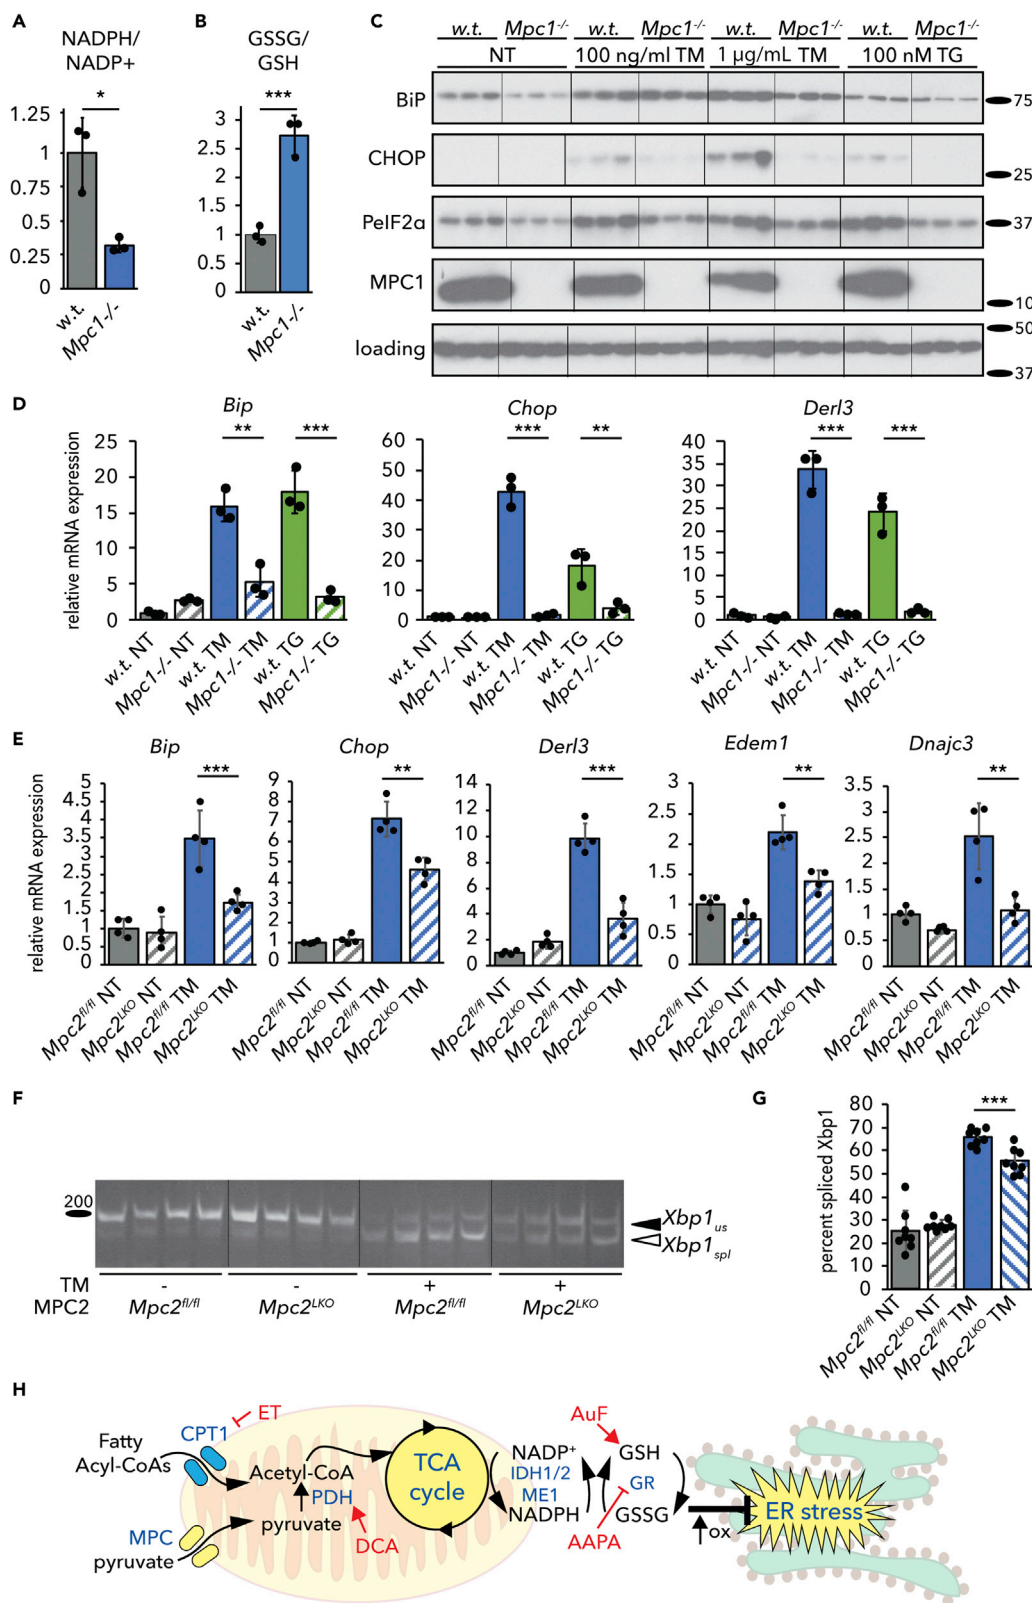 A
NADPH/
NADP+
*
1.25
1
0.75
0.5
0.25
0
w.t.
Mpc1-/-
B
GSSG/
GSH
***
3
2.5
2
1.5
1
0.5
0
w.t.
Mpc1-/-
C
w.t. Mpc1-/- w.t. Mpc1-/- w.t. Mpc1-/- w.t. Mpc1-/-
NT 100 ng/ml TM 1 µg/mL TM 100 nM TG
BiP 75
CHOP 25
PeIF2α 37
MPC1 10
loading 50
37
D
relative mRNA expression
Bip
** ***
25
20
15
10
5
0
w.t. NT
Mpc1-/- NT
w.t. TM
Mpc1-/- TM
w.t. TG
Mpc1-/- TG
Chop
*** **
60
50
40
30
20
10
0
w.t. NT
Mpc1-/- NT
w.t. TM
Mpc1-/- TM
w.t. TG
Mpc1-/- TG
Derl3
*** ***
40
35
30
25
20
15
10
5
0
w.t. NT
Mpc1-/- NT
w.t. TM
Mpc1-/- TM
w.t. TG
Mpc1-/- TG
E
relative mRNA expression
Bip
***
5
4.5
4
3.5
3
2.5
2
1.5
1
0.5
0
Mpc2fl/fl NT
Mpc2LKO NT
Mpc2fl/fl TM
Mpc2LKO TM
Chop
**
9
8
7
6
5
4
3
2
1
0
Mpc2fl/fl NT
Mpc2LKO NT
Mpc2fl/fl TM
Mpc2LKO TM
Derl3
***
14
12
10
8
6
4
2
0
Mpc2fl/fl NT
Mpc2LKO NT
Mpc2fl/fl TM
Mpc2LKO TM
Edem1
**
3
2.5
2
1.5
1
0.5
0
Mpc2fl/fl NT
Mpc2LKO NT
Mpc2fl/fl TM
Mpc2LKO TM
Dnajc3
**
3.5
3
2.5
2
1.5
1
0.5
0
Mpc2fl/fl NT
Mpc2LKO NT
Mpc2fl/fl TM
Mpc2LKO TM
F
200
Xbp1us
Xbp1spl
TM - - + +
MPC2 Mpc2fl/fl Mpc2LKO Mpc2fl/fl Mpc2LKO
G
percent spliced Xbp1
***
80
70
60
50
40
30
20
10
0
Mpc2fl/fl NT
Mpc2LKO NT
Mpc2fl/fl TM
Mpc2LKO TM
H
ET
CPT1
Fatty
Acyl-CoAs
Acetyl-CoA
PDH
pyruvate
MPC
pyruvate
DCA
TCA
cycle
NADP+
IDH1/2
ME1
NADPH
AuF
GSH
GR
GSSG
AAPA
ox
ER stress